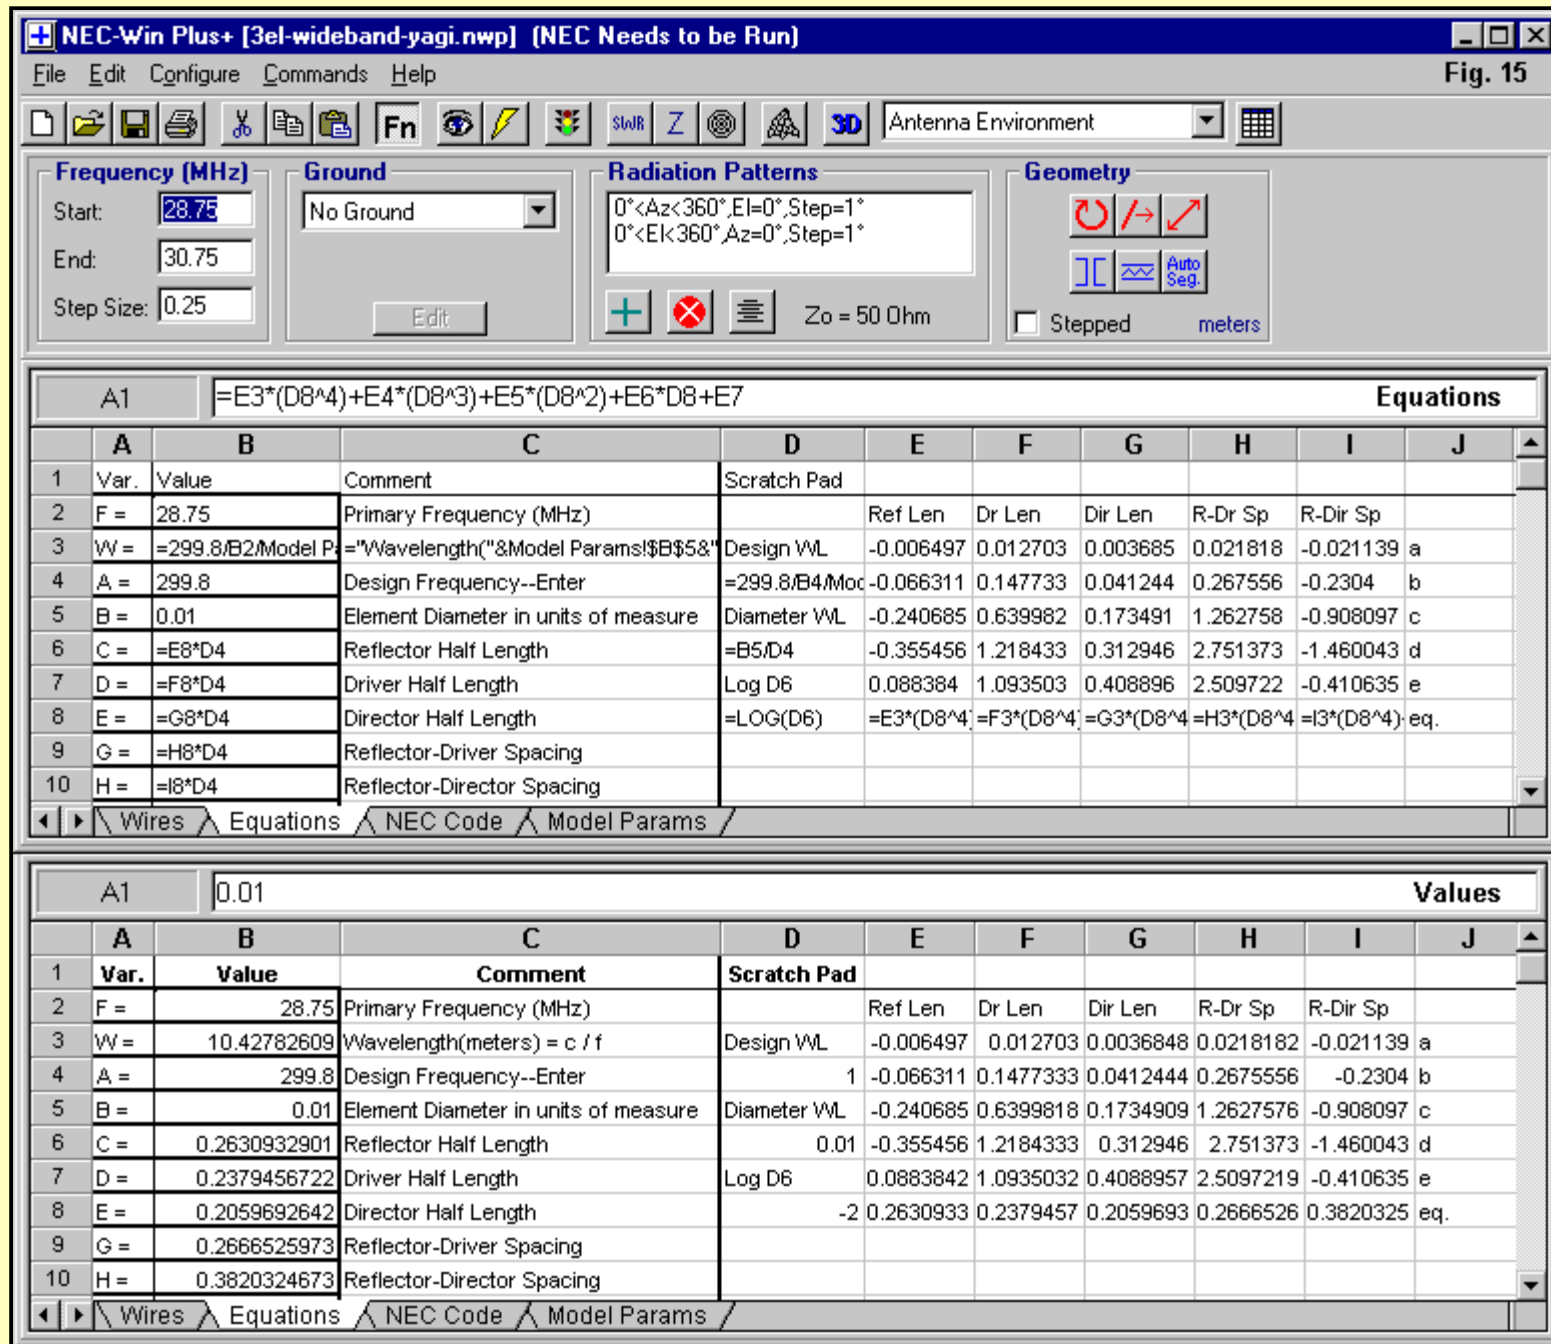 NEC-Win Plus+ [3el-wideband-yagi.nwp] (NEC Needs to be Run)
File Edit Configure Commands Help Fig. 15
Fn SWR Z 3D Antenna Environment
Frequency (MHz) Ground Radiation Patterns Geometry
Start: 28.75 No Ground 0°<Az<360°,El=0°,Step=1°
0°<El<360°,Az=0°,Step=1°
End: 30.75 Auto Seg.
Step Size: 0.25 Edit Zo = 50 Ohm Stepped meters
A1 =E3*(D8^4)+E4*(D8^3)+E5*(D8^2)+E6*D8+E7 Equations
A B C D E F G H I J
1 Var. Value Comment Scratch Pad
2 F = 28.75 Primary Frequency (MHz) Ref Len Dr Len Dir Len R-Dr Sp R-Dir Sp
3 W = =299.8/B2/Model P ="Wavelength("&Model Params!$B$5&" Design WL -0.006497 0.012703 0.003685 0.021818 -0.021139 a
4 A = 299.8 Design Frequency--Enter =299.8/B4/Mod -0.066311 0.147733 0.041244 0.267556 -0.2304 b
5 B = 0.01 Element Diameter in units of measure Diameter WL -0.240685 0.639982 0.173491 1.262758 -0.908097 c
6 C = =E8*D4 Reflector Half Length =B5/D4 -0.355456 1.218433 0.312946 2.751373 -1.460043 d
7 D = =F8*D4 Driver Half Length Log D6 0.088384 1.093503 0.408896 2.509722 -0.410635 e
8 E = =G8*D4 Director Half Length =LOG(D6) =E3*(D8^4) =F3*(D8^4) =G3*(D8^4 =H3*(D8^4 =I3*(D8^4)- eq.
9 G = =H8*D4 Reflector-Driver Spacing
10 H = =I8*D4 Reflector-Director Spacing
Wires Equations NEC Code Model Params
A1 0.01 Values
A B C D E F G H I J
1 Var. Value Comment Scratch Pad
2 F = 28.75 Primary Frequency (MHz) Ref Len Dr Len Dir Len R-Dr Sp R-Dir Sp
3 W = 10.42782609 Wavelength(meters) = c / f Design WL -0.006497 0.012703 0.0036848 0.0218182 -0.021139 a
4 A = 299.8 Design Frequency--Enter 1 -0.066311 0.1477333 0.0412444 0.2675556 -0.2304 b
5 B = 0.01 Element Diameter in units of measure Diameter WL -0.240685 0.6399818 0.1734909 1.2627576 -0.908097 c
6 C = 0.2630932901 Reflector Half Length 0.01 -0.355456 1.2184333 0.312946 2.751373 -1.460043 d
7 D = 0.2379456722 Driver Half Length Log D6 0.0883842 1.0935032 0.4088957 2.5097219 -0.410635 e
8 E = 0.2059692642 Director Half Length -2 0.2630933 0.2379457 0.2059693 0.2666526 0.3820325 eq.
9 G = 0.2666525973 Reflector-Driver Spacing
10 H = 0.3820324673 Reflector-Director Spacing
Wires Equations NEC Code Model Params